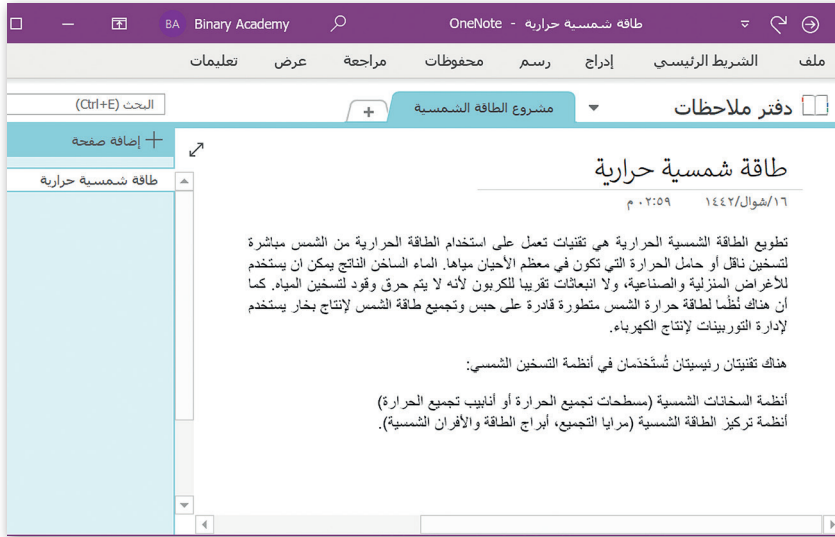 طاقة شمسية حرارية - OneNote
Binary Academy BA
ملف الشريط الرئيسي إدراج رسم محفوظات مراجعة عرض تعليمات
دفتر ملاحظات
مشروع الطاقة الشمسية
+
البحث (Ctrl+E)
إضافة صفحة
طاقة شمسية حرارية
طاقة شمسية حرارية
١٦/شوال/١٤٤٢ ٠٢:٥٩ م
تطويع الطاقة الشمسية الحرارية هي تقنيات تعمل على استخدام الطاقة الحرارية من الشمس مباشرة
لتسخين ناقل أو حامل الحرارة التي تكون في معظم الأحيان مياها. الماء الساخن الناتج يمكن ان يستخدم
للأغراض المنزلية والصناعية، ولا انبعاثات تقريبا للكربون لأنه لا يتم حرق وقود لتسخين المياه. كما
أن هناك نُظُما لطاقة حرارة الشمس متطورة قادرة على حبس وتجميع طاقة الشمس لإنتاج بخار يستخدم
لإدارة التوربينات لإنتاج الكهرباء.
هناك تقنيتان رئيسيتان تُستَخدَمان في أنظمة التسخين الشمسي:
أنظمة السخانات الشمسية (مسطحات تجميع الحرارة أو أنابيب تجميع الحرارة)
أنظمة تركيز الطاقة الشمسية (مرايا التجميع، أبراج الطاقة والأفران الشمسية).